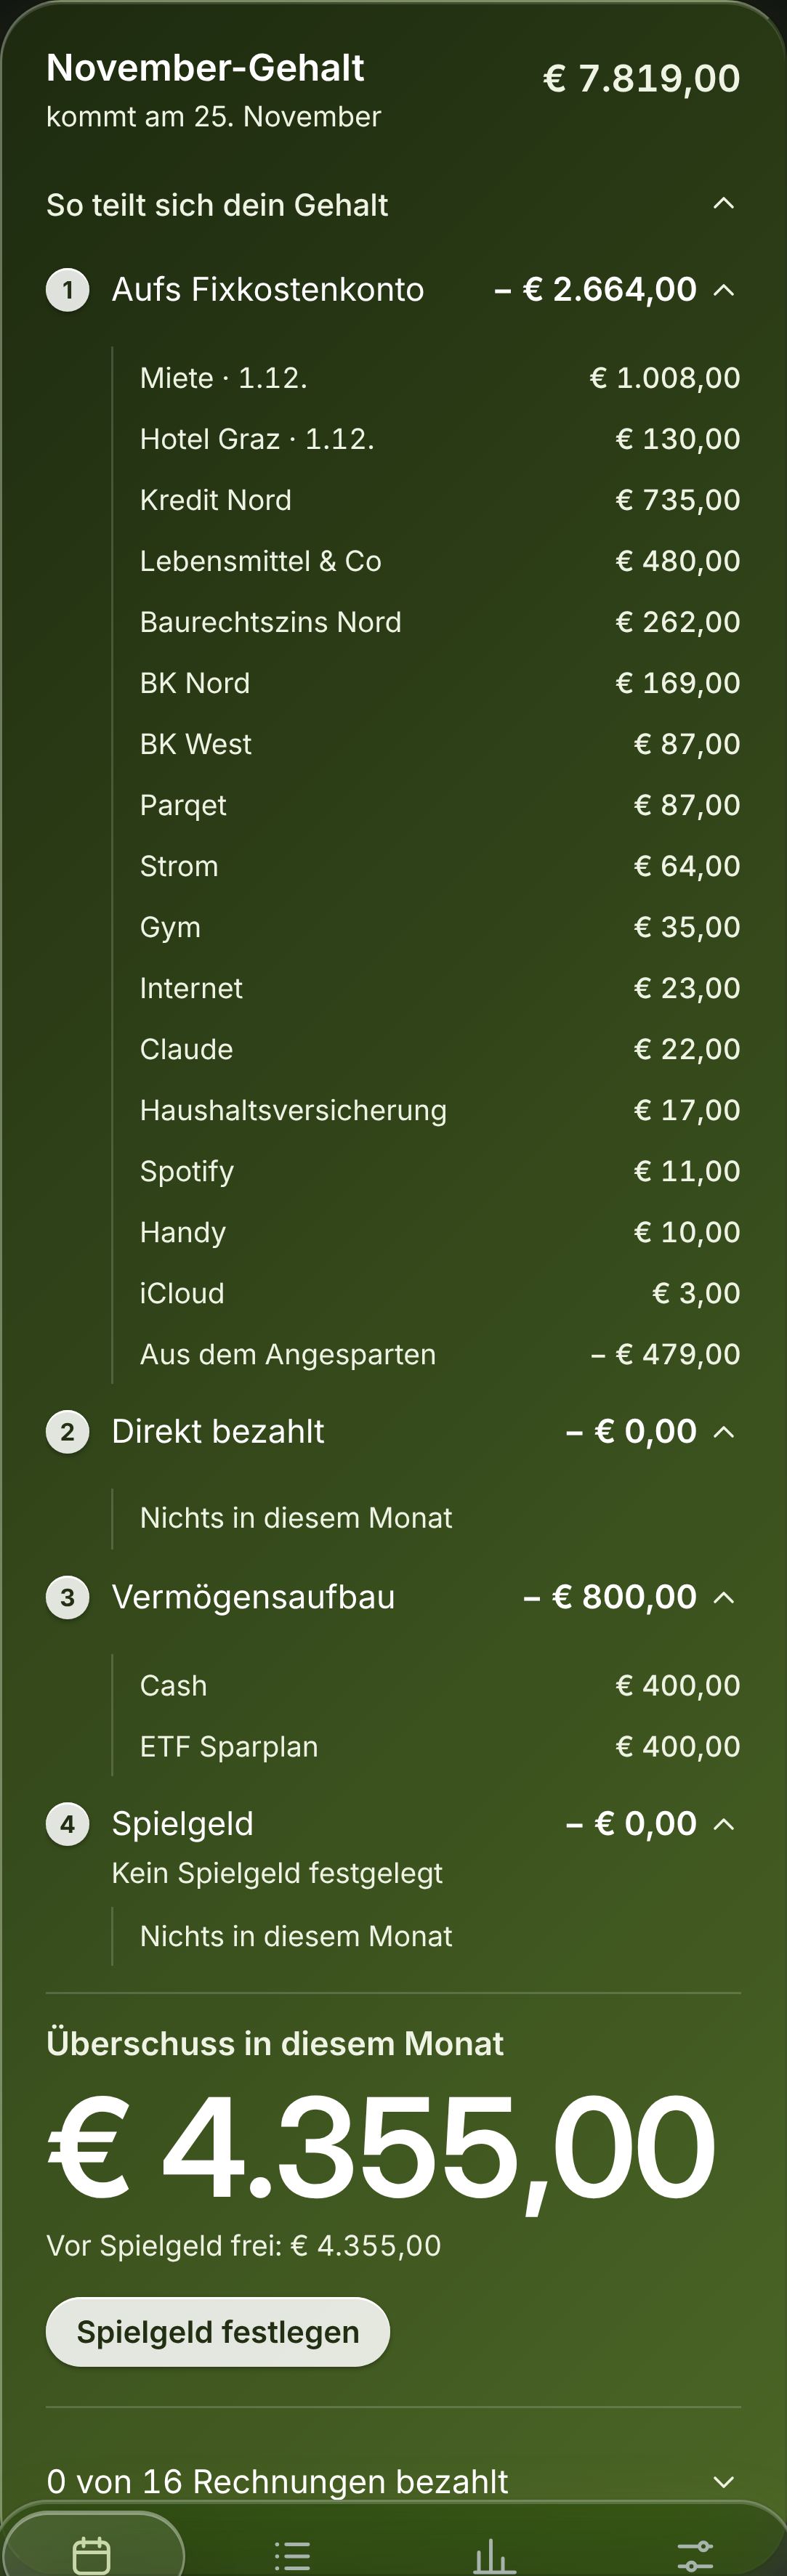 November-Gehalt
€ 7.819,00
kommt am 25. November
So teilt sich dein Gehalt
1 Aufs Fixkostenkonto – € 2.664,00
Miete · 1.12. € 1.008,00
Hotel Graz · 1.12. € 130,00
Kredit Nord € 735,00
Lebensmittel & Co € 480,00
Baurechtszins Nord € 262,00
BK Nord € 169,00
BK West € 87,00
Parqet € 87,00
Strom € 64,00
Gym € 35,00
Internet € 23,00
Claude € 22,00
Haushaltsversicherung € 17,00
Spotify € 11,00
Handy € 10,00
iCloud € 3,00
Aus dem Angesparten – € 479,00
2 Direkt bezahlt – € 0,00
Nichts in diesem Monat
3 Vermögensaufbau – € 800,00
Cash € 400,00
ETF Sparplan € 400,00
4 Spielgeld – € 0,00
Kein Spielgeld festgelegt
Nichts in diesem Monat
Überschuss in diesem Monat
€ 4.355,00
Vor Spielgeld frei: € 4.355,00
Spielgeld festlegen
0 von 16 Rechnungen bezahlt